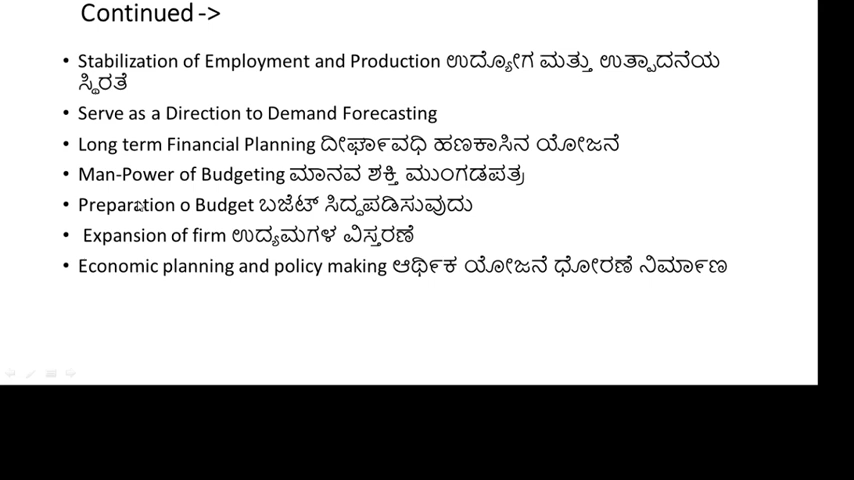 Continued ->
• Stabilization of Employment and Production ಉದ್ಯೋಗ ಮತ್ತು ಉತ್ಪಾದನೆಯ
ಸ್ಥಿರತೆ
• Serve as a Direction to Demand Forecasting
• Long term Financial Planning ದೀರ್ಘಾವಧಿ ಹಣಕಾಸಿನ ಯೋಜನೆ
• Man-Power of Budgeting ಮಾನವ ಶಕ್ತಿ ಮುಂಗಡಪತ್ರ
• Preparation o Budget ಬಜೆಟ್ ಸಿದ್ಧಪಡಿಸುವುದು
• Expansion of firm ಉದ್ಯಮಗಳ ವಿಸ್ತರಣೆ
• Economic planning and policy making ಆರ್ಥಿಕ ಯೋಜನೆ ಧೋರಣೆ ನಿರ್ಮಾಣ